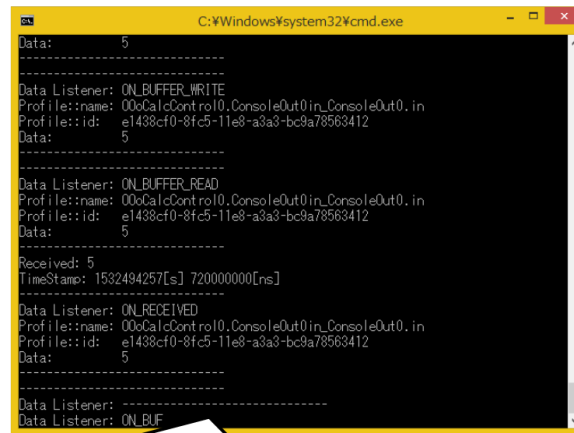 C:¥Windows¥system32¥cmd.exe
Data: 5
------------------------------
------------------------------
Data Listener: ON_BUFFER_WRITE
Profile::name: OOoCalcControl0.ConsoleOut0in_ConsoleOut0.in
Profile::id: e1438cf0-8fc5-11e8-a3a3-bc9a78563412
Data: 5
------------------------------
------------------------------
Data Listener: ON_BUFFER_READ
Profile::name: OOoCalcControl0.ConsoleOut0in_ConsoleOut0.in
Profile::id: e1438cf0-8fc5-11e8-a3a3-bc9a78563412
Data: 5
------------------------------
Received: 5
TimeStamp: 1532494257[s] 720000000[ns]
------------------------------
Data Listener: ON_RECEIVED
Profile::name: OOoCalcControl0.ConsoleOut0in_ConsoleOut0.in
Profile::id: e1438cf0-8fc5-11e8-a3a3-bc9a78563412
Data: 5
------------------------------
------------------------------
Data Listener: ------------------------------
Data Listener: ON_BUF